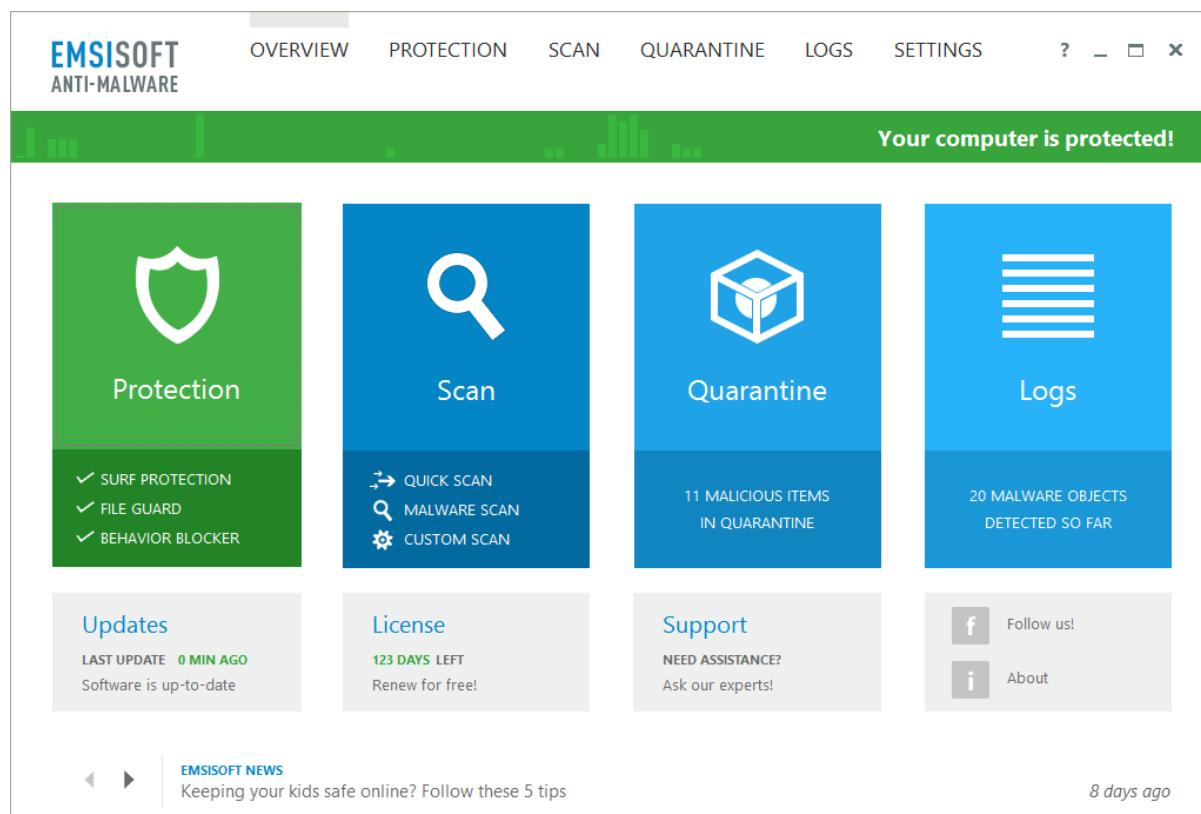 EMSISOFT
ANTI-MALWARE
OVERVIEW PROTECTION SCAN QUARANTINE LOGS SETTINGS ?
Your computer is protected!
Protection
SURF PROTECTION
FILE GUARD
BEHAVIOR BLOCKER
Scan
QUICK SCAN
MALWARE SCAN
CUSTOM SCAN
Quarantine
11 MALICIOUS ITEMS
IN QUARANTINE
Logs
20 MALWARE OBJECTS
DETECTED SO FAR
Updates
LAST UPDATE 0 MIN AGO
Software is up-to-date
License
123 DAYS LEFT
Renew for free!
Support
NEED ASSISTANCE?
Ask our experts!
f Follow us!
i About
EMSISOFT NEWS
Keeping your kids safe online? Follow these 5 tips
8 days ago